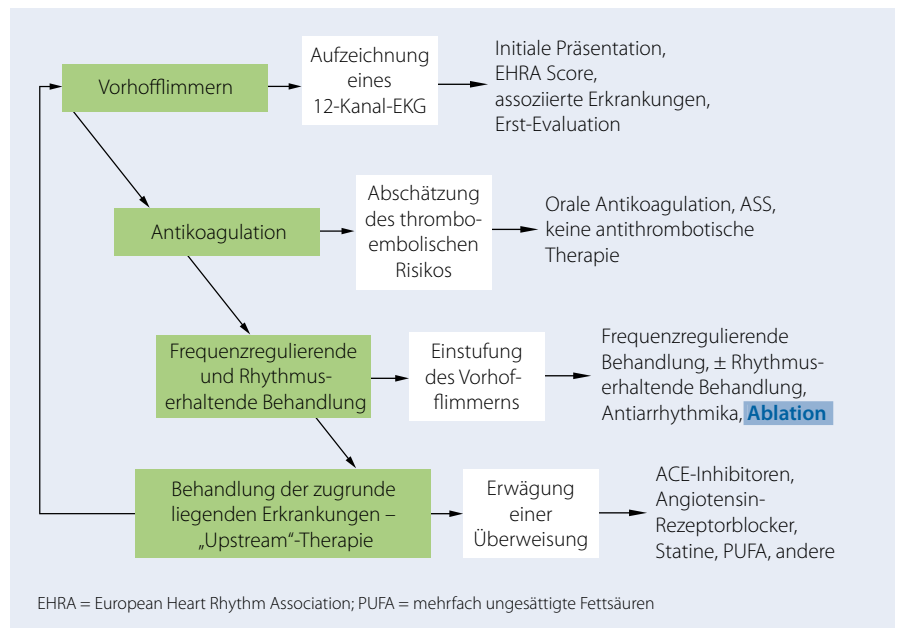 Vorhofflimmern
Aufzeichnung
eines
12-Kanal-EKG
Initiale Präsentation,
EHRA Score,
assoziierte Erkrankungen,
Erst-Evaluation
Antikoagulation
Abschätzung
des thrombo-
embolischen
Risikos
Orale Antikoagulation, ASS,
keine antithrombotische
Therapie
Frequenzregulierende
und Rhythmus-
erhaltende Behandlung
Einstufung
des Vorhof-
flimmerns
Frequenzregulierende
Behandlung, ± Rhythmus-
erhaltende Behandlung,
Antiarrhythmika, Ablation
Behandlung der zugrunde
liegenden Erkrankungen –
„Upstream“-Therapie
Erwägung
einer
Überweisung
ACE-Inhibitoren,
Angiotensin-
Rezeptorblocker,
Statine, PUFA, andere
EHRA = European Heart Rhythm Association; PUFA = mehrfach ungesättigte Fettsäuren